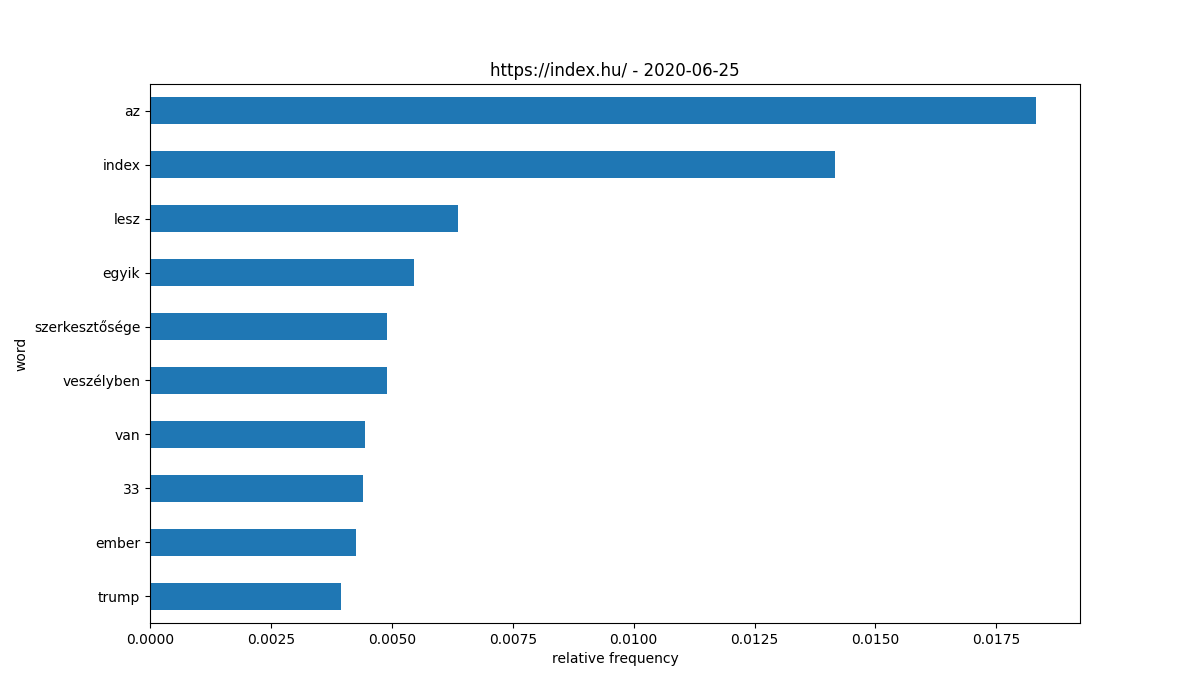 https://index.hu/ - 2020-06-25
az
index
lesz
egyik
szerkesztősége
veszélyben
van
33
ember
trump
word
0.0000 0.0025 0.0050 0.0075 0.0100 0.0125 0.0150 0.0175
relative frequency